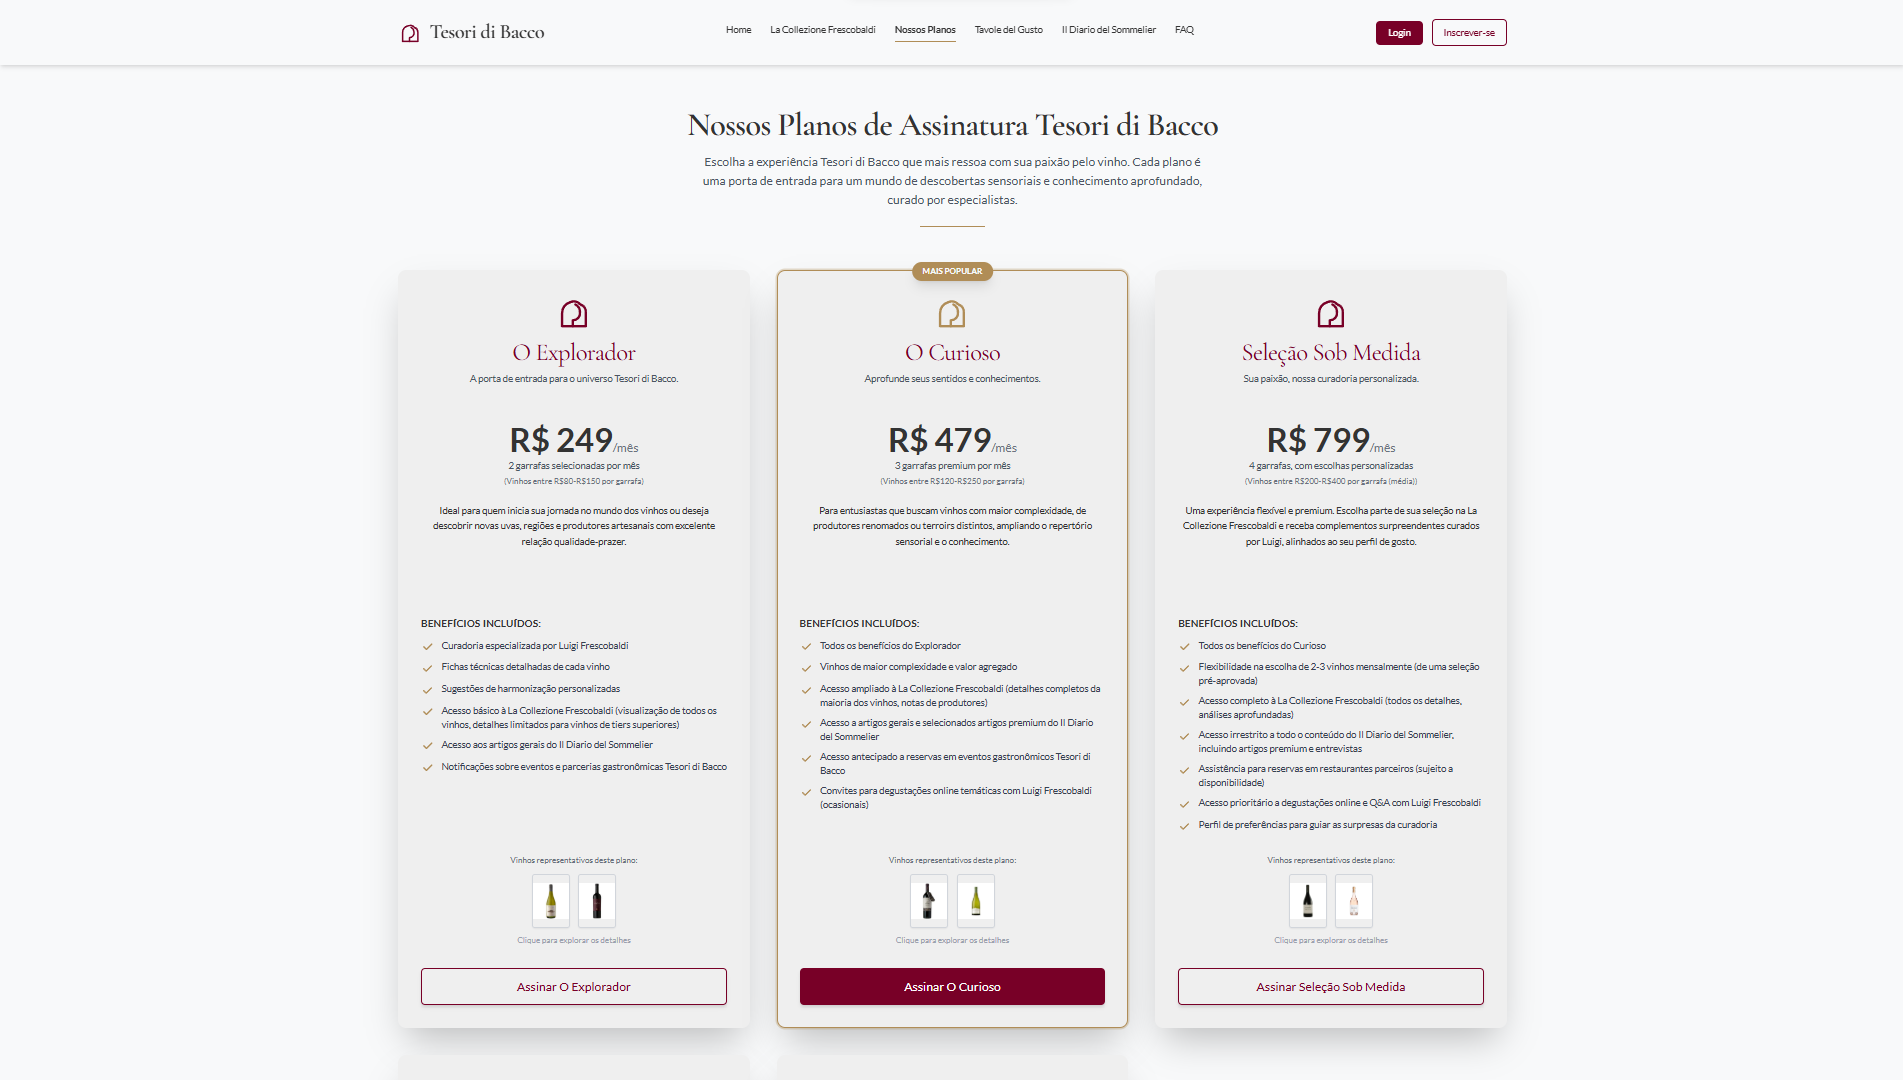 Tesori di Bacco
Home
La Collezione Frescobaldi
Nossos Planos
Tavole del Gusto
Il Diario del Sommelier
FAQ
Login
Inscrever-se
Nossos Planos de Assinatura Tesori di Bacco
Escolha a experiência Tesori di Bacco que mais ressoa com sua paixão pelo vinho. Cada plano é
uma porta de entrada para um mundo de descobertas sensoriais e conhecimento aprofundado,
curado por especialistas.
O Explorador
A porta de entrada para o universo Tesori di Bacco.
R$ 249/mês
2 garrafas selecionadas por mês
(Vinhos entre R$80-R$150 por garrafa)
Ideal para quem inicia sua jornada no mundo dos vinhos ou deseja
descobrir novas uvas, regiões e produtores artesanais com excelente
relação qualidade-prazer.
BENEFÍCIOS INCLUÍDOS:
Curadoria especializada por Luigi Frescobaldi
Fichas técnicas detalhadas de cada vinho
Sugestões de harmonização personalizadas
Acesso básico à La Collezione Frescobaldi (visualização de todos os
vinhos, detalhes limitados para vinhos de tiers superiores)
Acesso aos artigos gerais do Il Diario del Sommelier
Notificações sobre eventos e parcerias gastronômicas Tesori di Bacco
Vinhos representativos deste plano:
Clique para explorar os detalhes
Assinar O Explorador
MAIS POPULAR
O Curioso
Aprofunde seus sentidos e conhecimentos.
R$ 479/mês
3 garrafas premium por mês
(Vinhos entre R$120-R$250 por garrafa)
Para entusiastas que buscam vinhos com maior complexidade, de
produtores renomados ou terroirs distintos, ampliando o repertório
sensorial e o conhecimento.
BENEFÍCIOS INCLUÍDOS:
Todos os benefícios do Explorador
Vinhos de maior complexidade e valor agregado
Acesso ampliado à La Collezione Frescobaldi (detalhes completos da
maioria dos vinhos, notas de produtores)
Acesso a artigos gerais e selecionados artigos premium do Il Diario
del Sommelier
Acesso antecipado a reservas em eventos gastronômicos Tesori di
Bacco
Convites para degustações online temáticas com Luigi Frescobaldi
(ocasionais)
Vinhos representativos deste plano:
Clique para explorar os detalhes
Assinar O Curioso
Seleção Sob Medida
Sua paixão, nossa curadoria personalizada.
R$ 799/mês
4 garrafas, com escolhas personalizadas
(Vinhos entre R$200-R$400 por garrafa (média))
Uma experiência flexível e premium. Escolha parte de sua seleção na La
Collezione Frescobaldi e receba complementos surpreendentes curados
por Luigi, alinhados ao seu perfil de gosto.
BENEFÍCIOS INCLUÍDOS:
Todos os benefícios do Curioso
Flexibilidade na escolha de 2-3 vinhos mensalmente (de uma seleção
pré-aprovada)
Acesso completo à La Collezione Frescobaldi (todos os detalhes,
análises aprofundadas)
Acesso irrestrito a todo o conteúdo do Il Diario del Sommelier,
incluindo artigos premium e entrevistas
Assistência para reservas em restaurantes parceiros (sujeito a
disponibilidade)
Acesso prioritário a degustações online e Q&A com Luigi Frescobaldi
Perfil de preferências para guiar as surpresas da curadoria
Vinhos representativos deste plano:
Clique para explorar os detalhes
Assinar Seleção Sob Medida